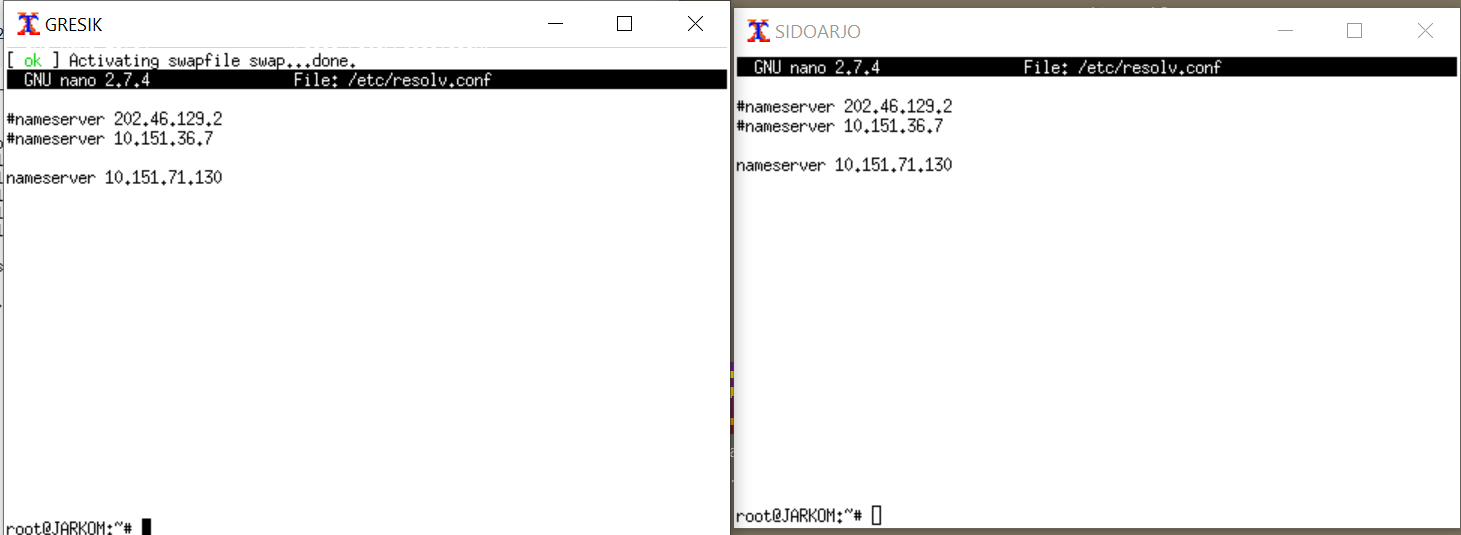 GRESIK
[ ok ] Activating swapfile swap...done.
GNU nano 2.7.4 File: /etc/resolv.conf
#nameserver 202.46.129.2
#nameserver 10.151.36.7
nameserver 10.151.71.130
root@JARKOM:~#
SIDOARJO
GNU nano 2.7.4 File: /etc/resolv.conf
#nameserver 202.46.129.2
#nameserver 10.151.36.7
nameserver 10.151.71.130
root@JARKOM:~#